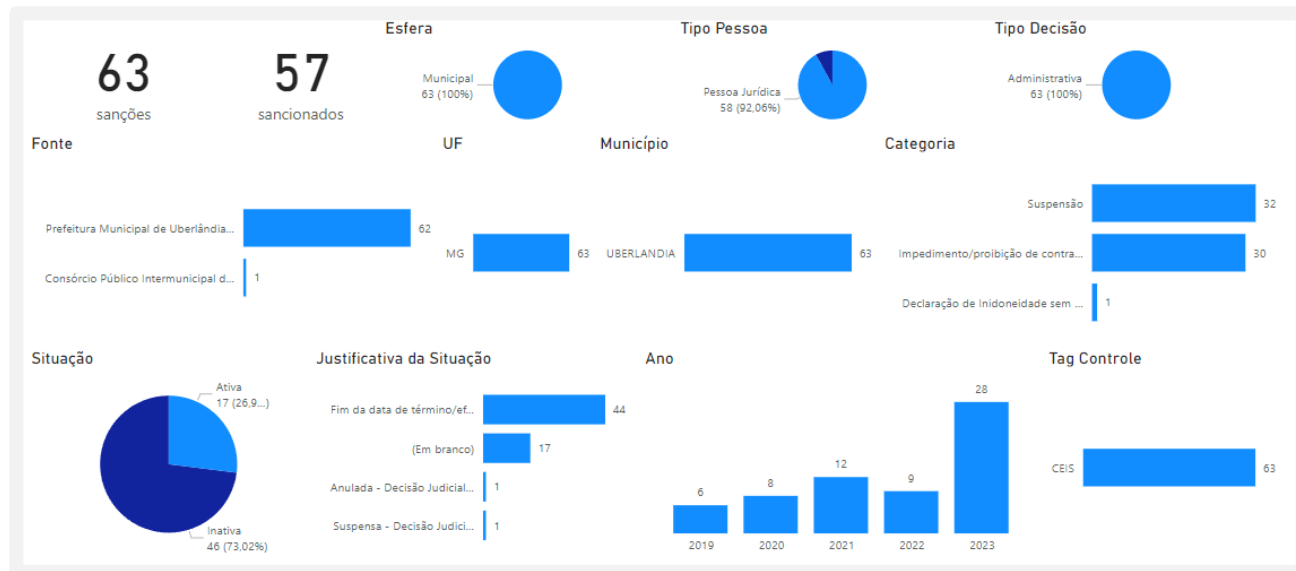 63
sanções
57
sancionados
Esfera
Municipal
63 (100%)
Tipo Pessoa
Pessoa Jurídica
58 (92,06%)
Tipo Decisão
Administrativa
63 (100%)
Fonte
Prefeitura Municipal de Uberlândia...
62
Consórcio Público Intermunicipal d...
1
UF
MG
63
Município
UBERLANDIA
63
Categoria
Suspensão
32
Impedimento/proibição de contra...
30
Declaração de Inidoneidade sem ...
1
Situação
Ativa
17 (26,9...)
Inativa
46 (73,02%)
Justificativa da Situação
Fim da data de término/ef...
44
(Em branco)
17
Anulada - Decisão Judicial...
1
Suspensa - Decisão Judici...
1
Ano
6
8
12
9
28
2019
2020
2021
2022
2023
Tag Controle
CEIS
63